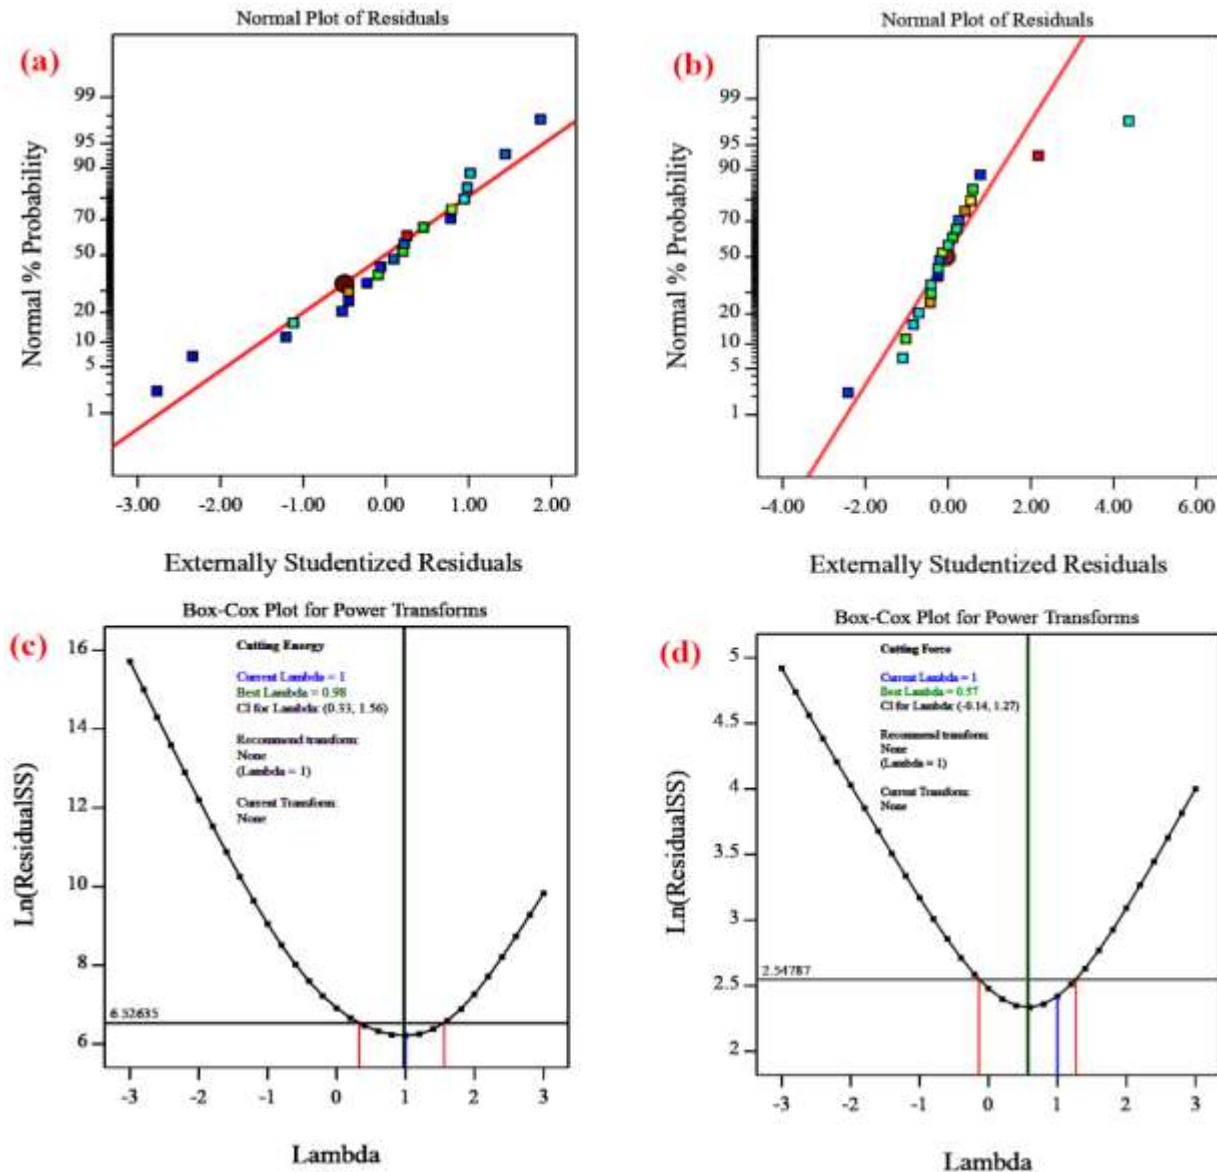 Normal Plot of Residuals
(a)
Normal % Probability
99
95
90
70
50
20
10
5
1
-3.00 -2.00 -1.00 0.00 1.00 2.00
Externally Studentized Residuals
Normal Plot of Residuals
(b)
Normal % Probability
99
95
90
70
50
20
10
5
1
-4.00 -2.00 0.00 2.00 4.00 6.00
Externally Studentized Residuals
Box-Cox Plot for Power Transforms
(c)
Ln(ResidualSS)
16
14
12
10
8
6
Cutting Energy
Current Lambda = 1
Best Lambda = 0.98
CI for Lambda: (0.33, 1.56)
Recommend transform:
None
(Lambda = 1)
Current Transform:
None
6.52635
-3 -2 -1 0 1 2 3
Lambda
Box-Cox Plot for Power Transforms
(d)
Ln(ResidualSS)
5
4.5
4
3.5
3
2.5
2
Cutting Force
Current Lambda = 1
Best Lambda = 0.57
CI for Lambda: (-0.14, 1.27)
Recommend transform:
None
(Lambda = 1)
Current Transform:
None
2.54787
-3 -2 -1 0 1 2 3
Lambda